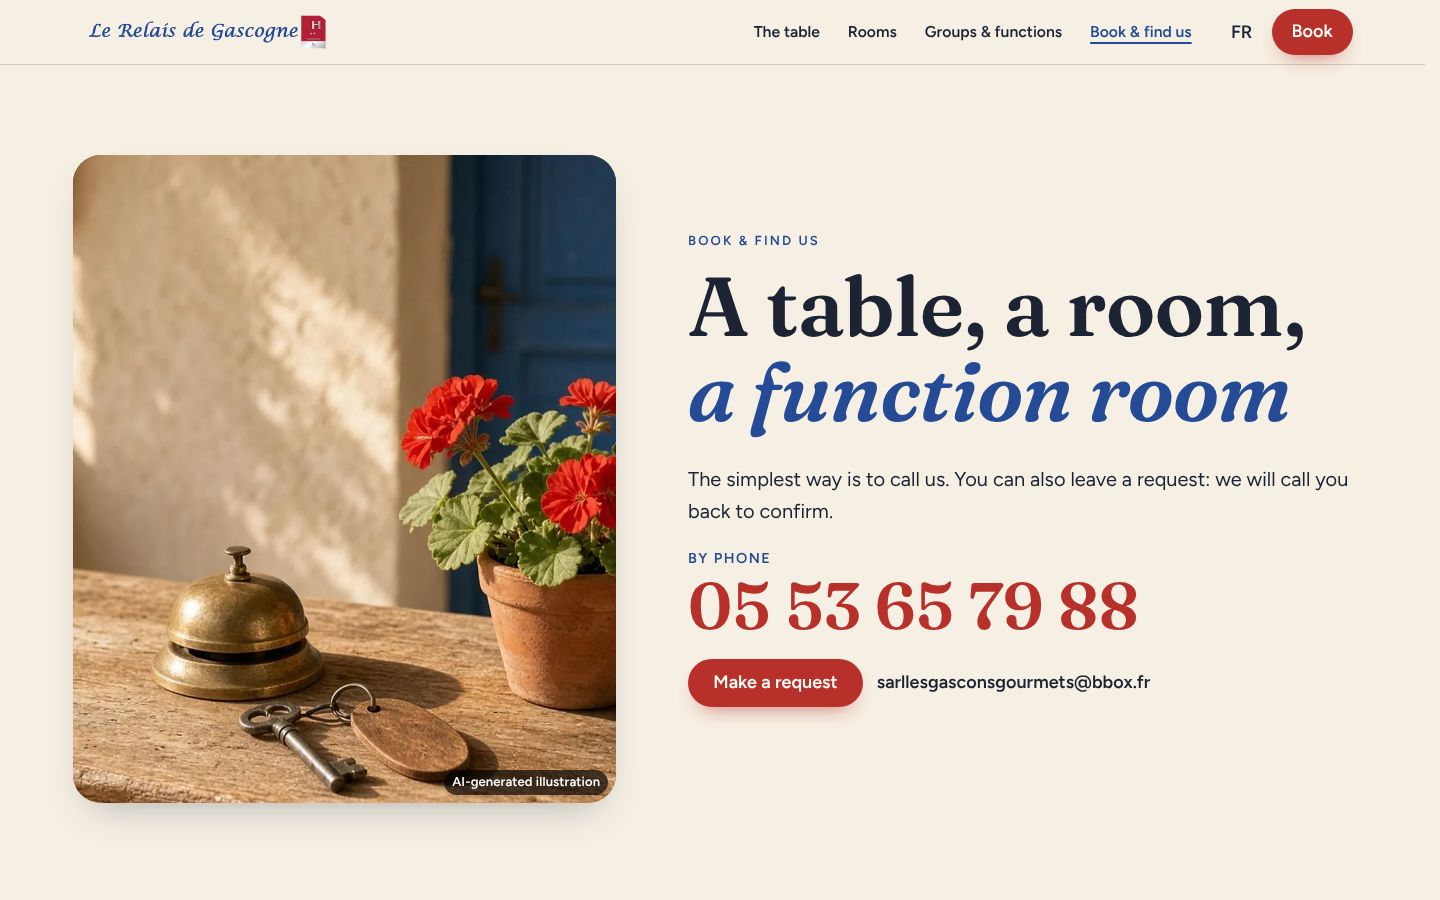 Le Relais de Gascogne
H
The table
Rooms
Groups & functions
Book & find us
FR
Book
BOOK & FIND US
A table, a room,
a function room
The simplest way is to call us. You can also leave a request: we will call you
back to confirm.
BY PHONE
05 53 65 79 88
Make a request
sarllesgasconsgourmets@bbox.fr
AI-generated illustration